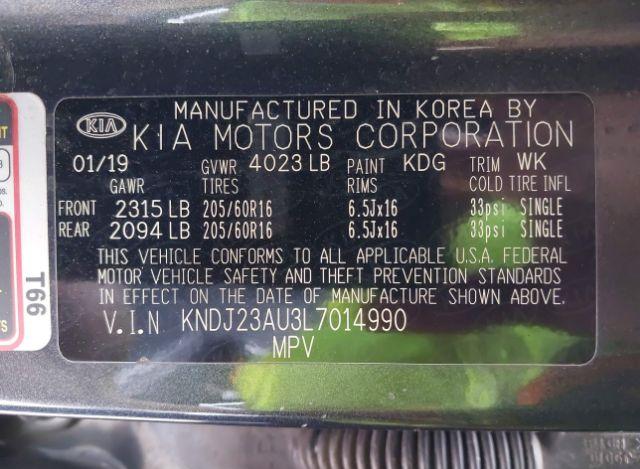 MANUFACTURED IN KOREA BY
KIA KIA MOTORS CORPORATION
01/19 GVWR 4023 LB PAINT KDG TRIM WK
GAWR TIRES RIMS COLD TIRE INFL
FRONT 2315 LB 205/60R16 6.5Jx16 33psi SINGLE
REAR 2094 LB 205/60R16 6.5Jx16 33psi SINGLE
THIS VEHICLE CONFORMS TO ALL APPLICABLE U.S.A. FEDERAL
MOTOR VEHICLE SAFETY AND THEFT PREVENTION STANDARDS
IN EFFECT ON THE DATE OF MANUFACTURE SHOWN ABOVE.
V.I.N KNDJ23AU3L7014990
MPV
T66